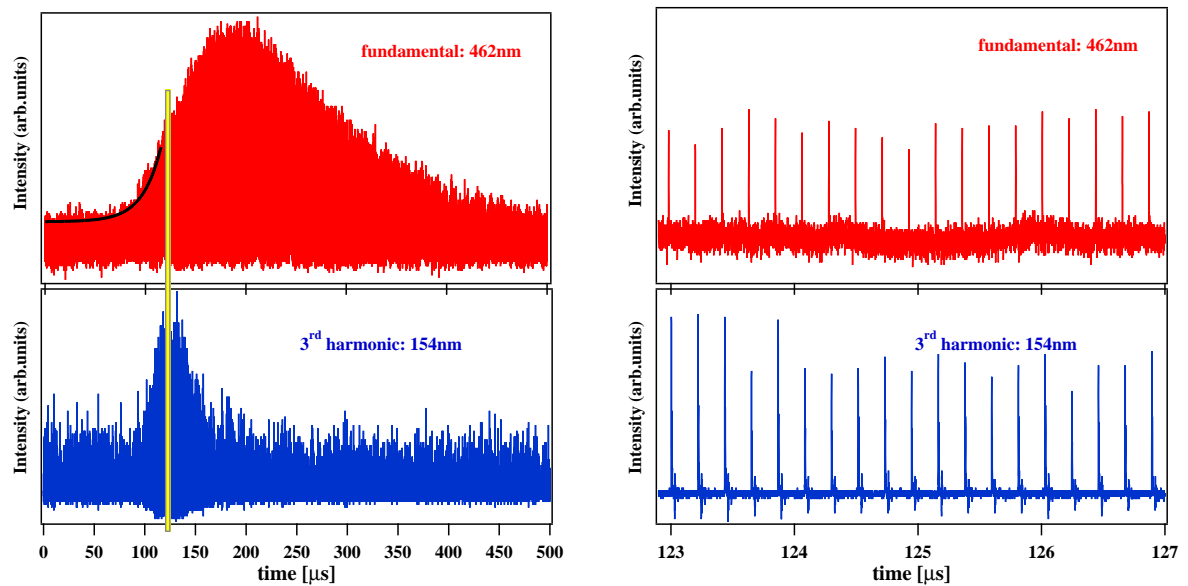 Intensity (arb.units)
fundamental: 462nm
Intensity (arb.units)
3rd harmonic: 154nm
0 50 100 150 200 250 300 350 400 450 500
time [μs]
Intensity (arb.units)
fundamental: 462nm
Intensity (arb.units)
3rd harmonic: 154nm
123 124 125 126 127
time [μs]